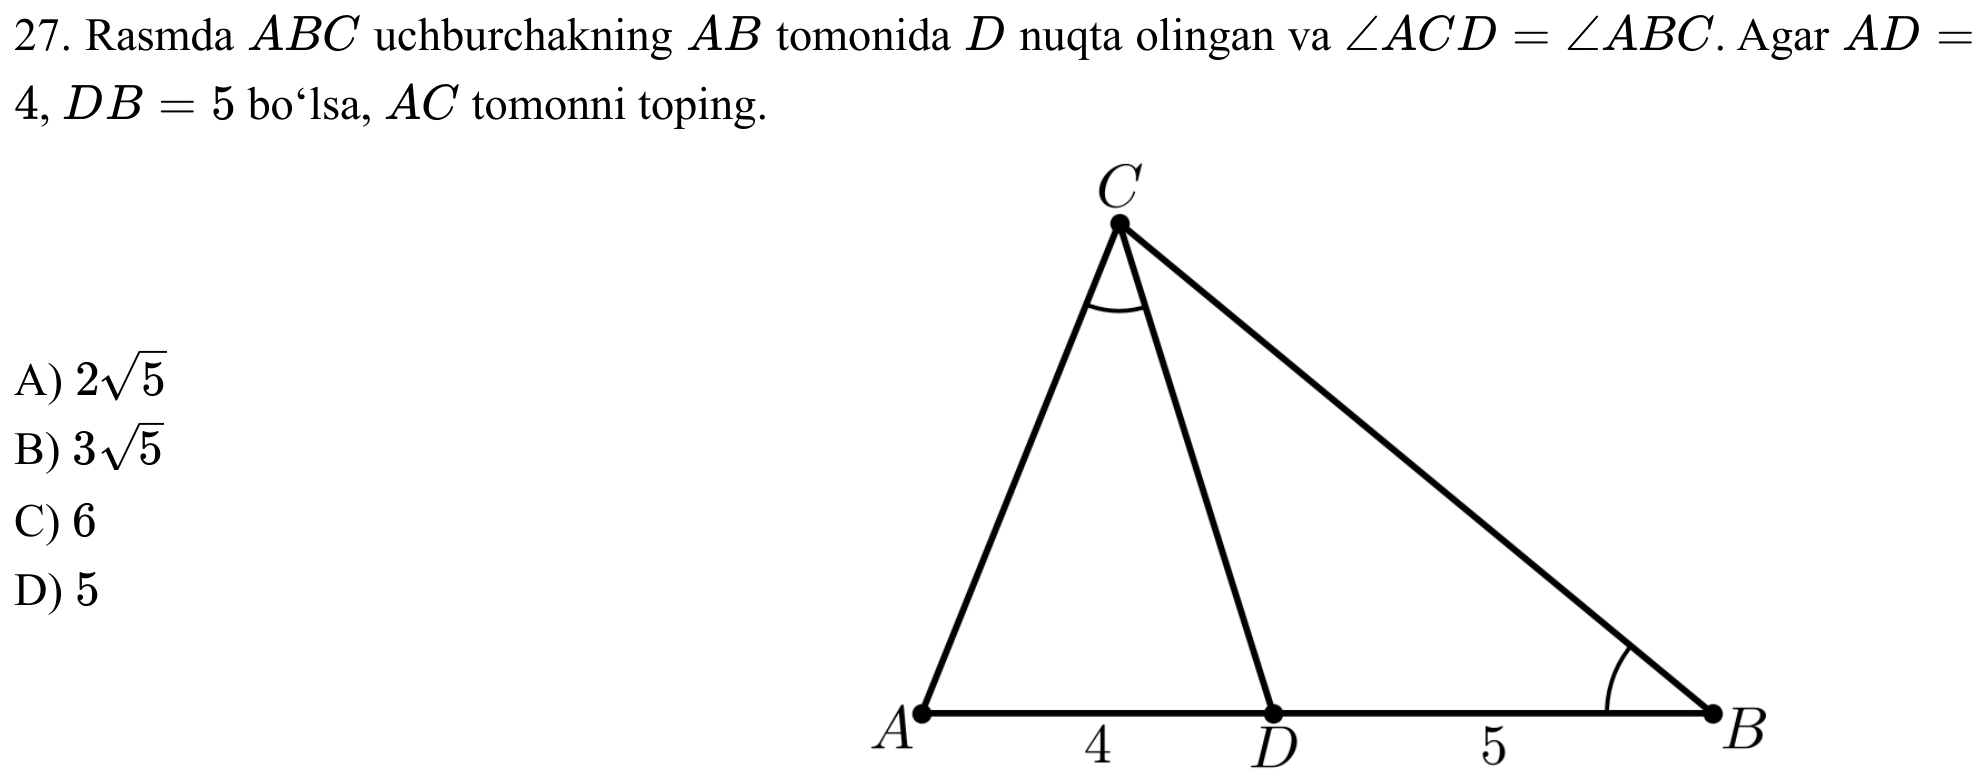 27. Rasmda ABC uchburchakning AB tomonida D nuqta olingan va ∠ACD = ∠ABC. Agar AD =
4, DB = 5 bo‘lsa, AC tomonni toping.
A) 2√5
B) 3√5
C) 6
D) 5
C
A
4
D
5
B